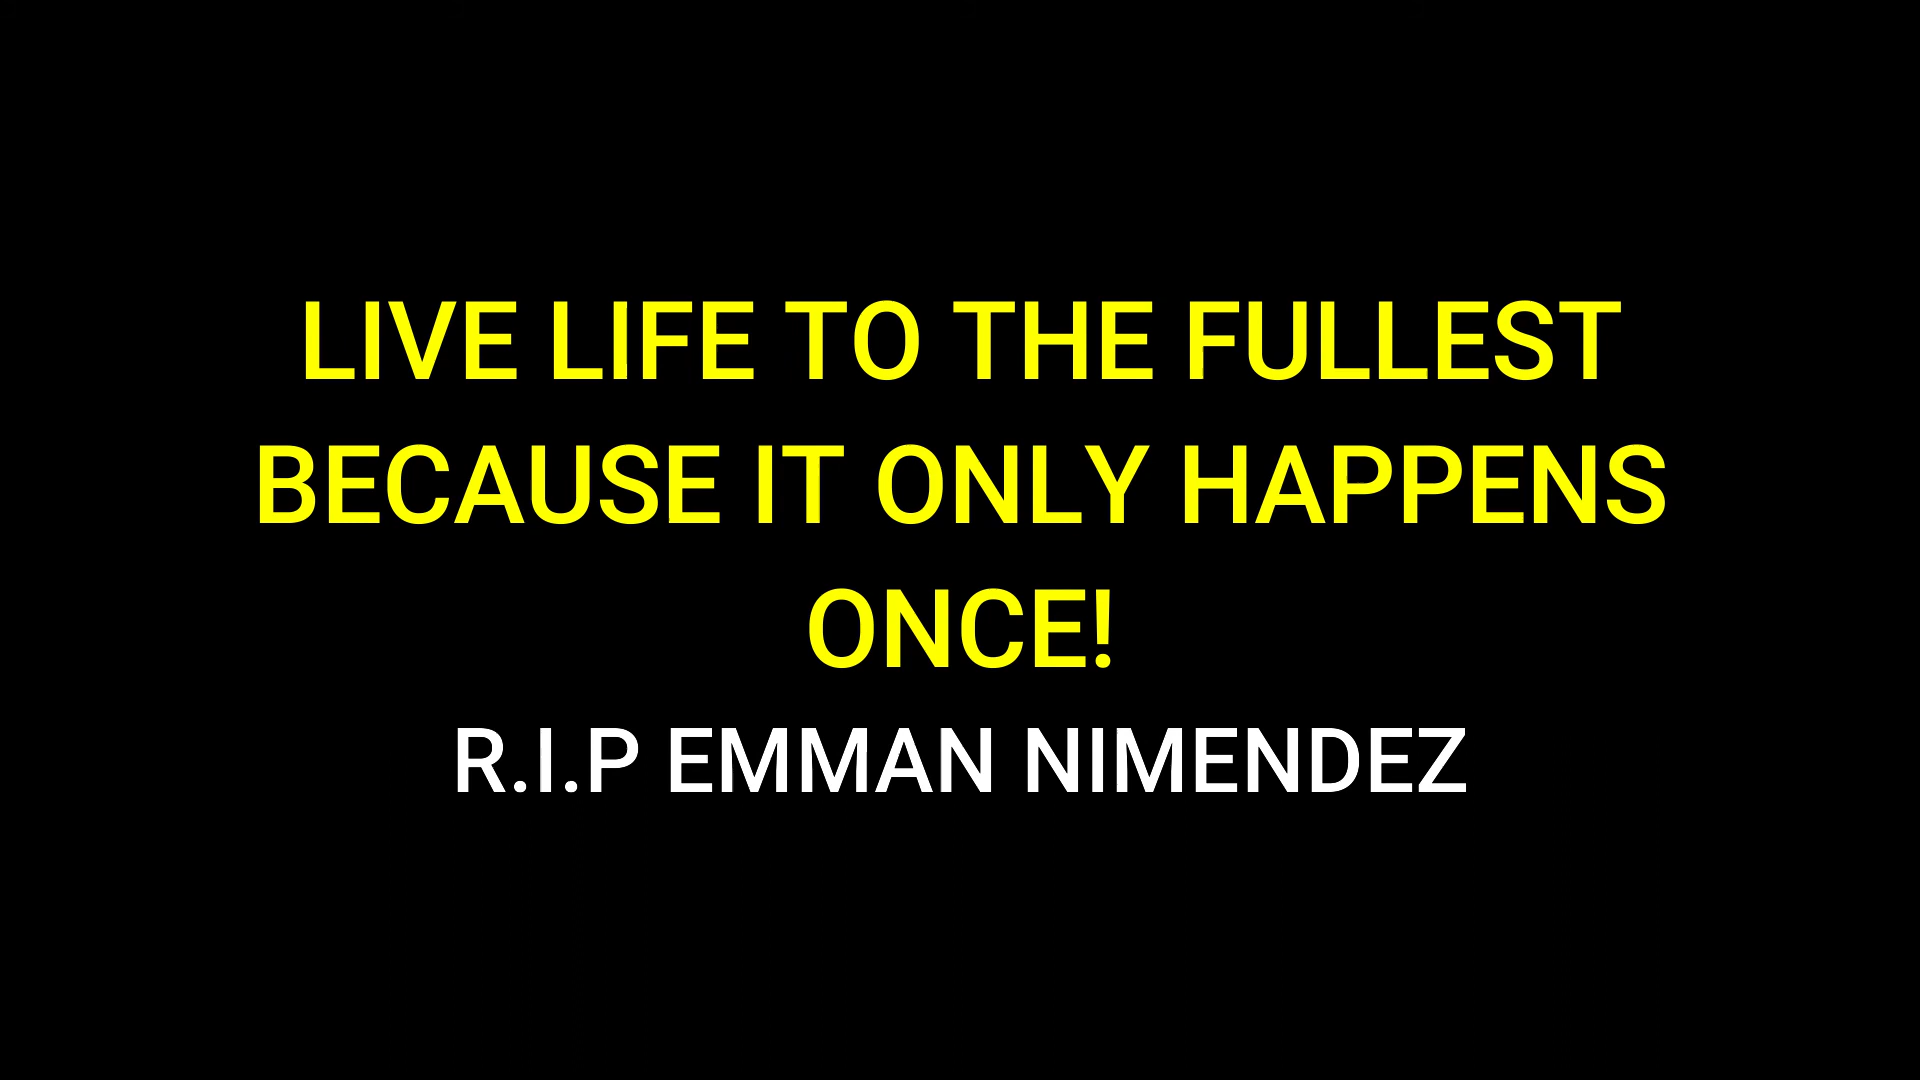 LIVE LIFE TO THE FULLEST
BECAUSE IT ONLY HAPPENS
ONCE!
R.I.P EMMAN NIMENDEZ